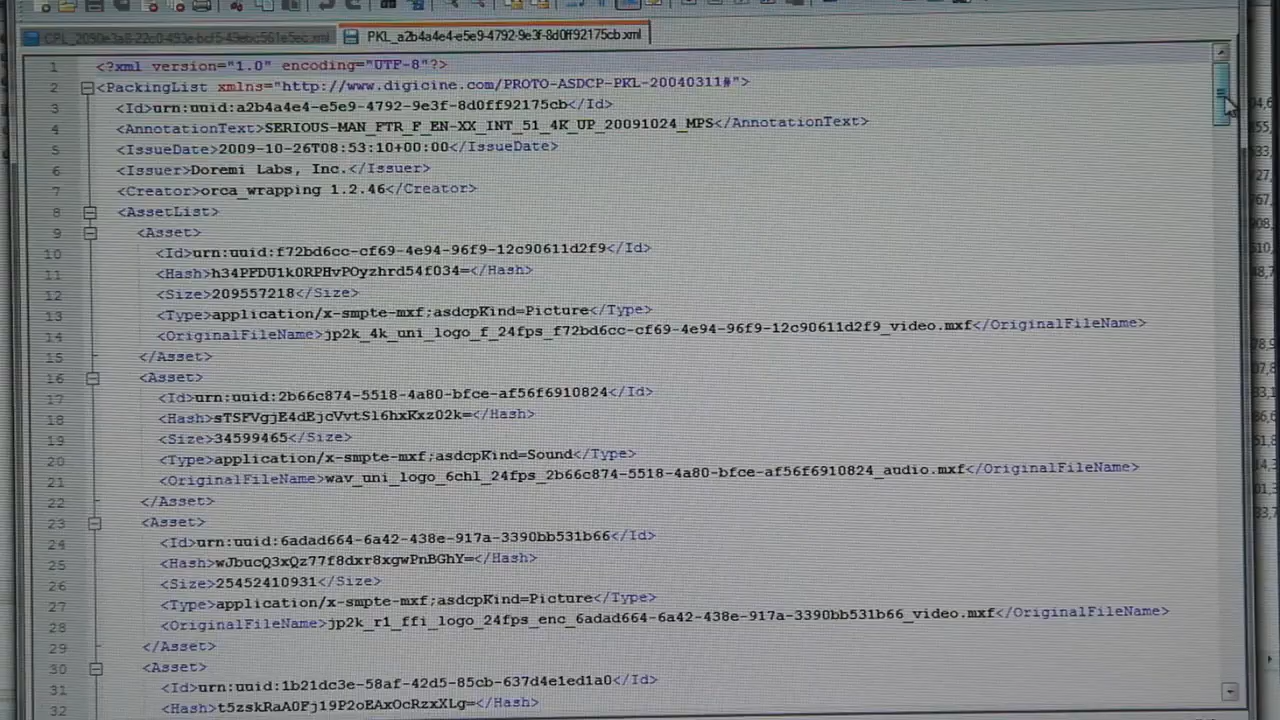 CPL_2090e3a8-22c0-493e-bcf5-43ebc561e5ec.xml PKL_a2b4a4e4-e5e9-4792-9e3f-8d0ff92175cb.xml
1 <?xml version="1.0" encoding="UTF-8"?>
2 <PackingList xmlns="http://www.digicine.com/PROTO-ASDCP-PKL-20040311#">
3 <Id>urn:uuid:a2b4a4e4-e5e9-4792-9e3f-8d0ff92175cb</Id>
4 <AnnotationText>SERIOUS-MAN_FTR_F_EN-XX_INT_51_4K_UP_20091024_MPS</AnnotationText>
5 <IssueDate>2009-10-26T08:53:10+00:00</IssueDate>
6 <Issuer>Doremi Labs, Inc.</Issuer>
7 <Creator>orca_wrapping 1.2.46</Creator>
8 <AssetList>
9 <Asset>
10 <Id>urn:uuid:f72bd6cc-cf69-4e94-96f9-12c90611d2f9</Id>
11 <Hash>h34PFDU1k0RPHvPOyzhrd54f034=</Hash>
12 <Size>209557218</Size>
13 <Type>application/x-smpte-mxf;asdcpKind=Picture</Type>
14 <OriginalFileName>jp2k_4k_uni_logo_f_24fps_f72bd6cc-cf69-4e94-96f9-12c90611d2f9_video.mxf</OriginalFileName>
15 </Asset>
16 <Asset>
17 <Id>urn:uuid:2b66c874-5518-4a80-bfce-af56f6910824</Id>
18 <Hash>sTSFVgjE4dEjcVvtSl6hxKxz02k=</Hash>
19 <Size>34599465</Size>
20 <Type>application/x-smpte-mxf;asdcpKind=Sound</Type>
21 <OriginalFileName>wav_uni_logo_6chl_24fps_2b66c874-5518-4a80-bfce-af56f6910824_audio.mxf</OriginalFileName>
22 </Asset>
23 <Asset>
24 <Id>urn:uuid:6adad664-6a42-438e-917a-3390bb531b66</Id>
25 <Hash>wJbucQ3xQz77f8dxr8xgwPnBGhY=</Hash>
26 <Size>25452410931</Size>
27 <Type>application/x-smpte-mxf;asdcpKind=Picture</Type>
28 <OriginalFileName>jp2k_r1_ffi_logo_24fps_enc_6adad664-6a42-438e-917a-3390bb531b66_video.mxf</OriginalFileName>
29 </Asset>
30 <Asset>
31 <Id>urn:uuid:1b21dc3e-58af-42d5-85cb-637d4e1ed1a0</Id>
32 <Hash>t5zskRaA0Fj19P2oEAxOcRzxXLg=</Hash>